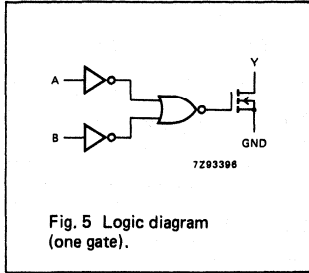 A
B
Y
GND
7Z93396
Fig. 5 Logic diagram
(one gate).